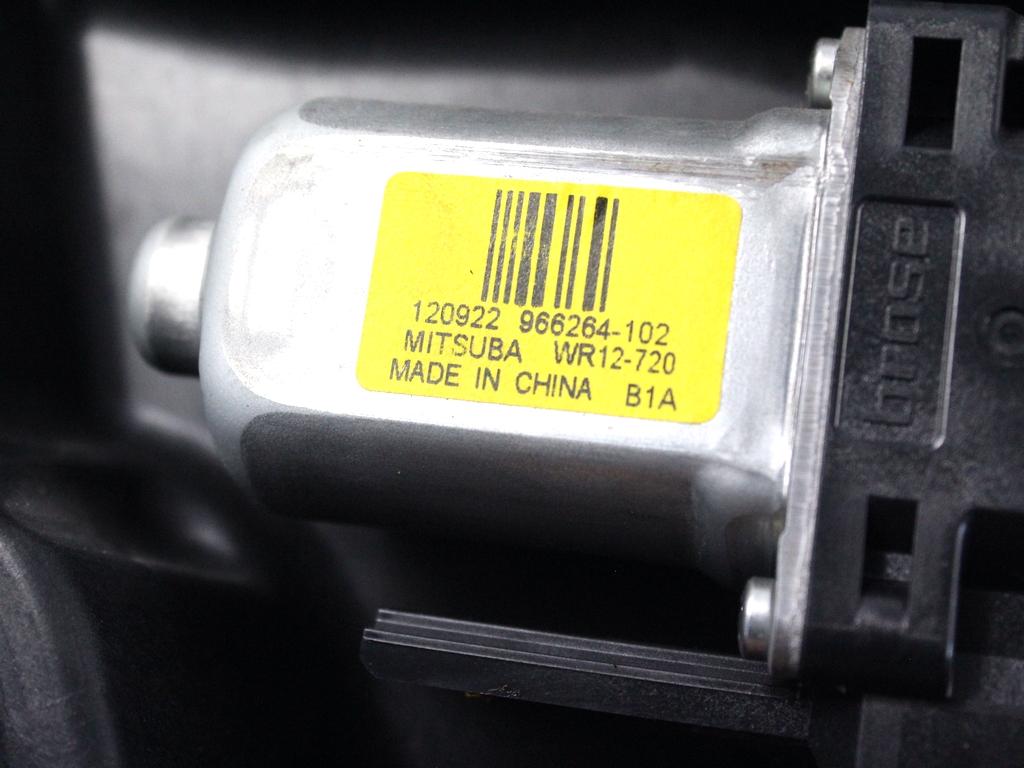 120922 966264-102
MITSUBA WR12-720
MADE IN CHINA B1A
brose